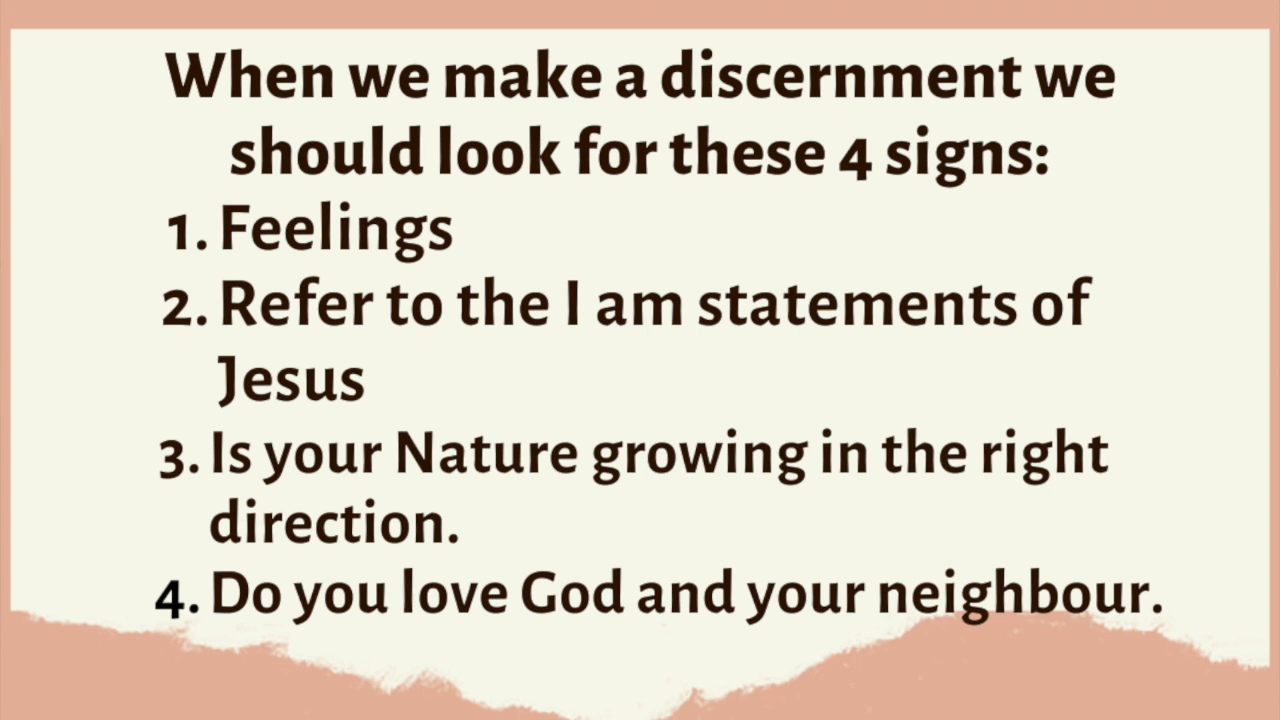 When we make a discernment we
should look for these 4 signs:
1. Feelings
2. Refer to the I am statements of
Jesus
3. Is your Nature growing in the right
direction.
4. Do you love God and your neighbour.